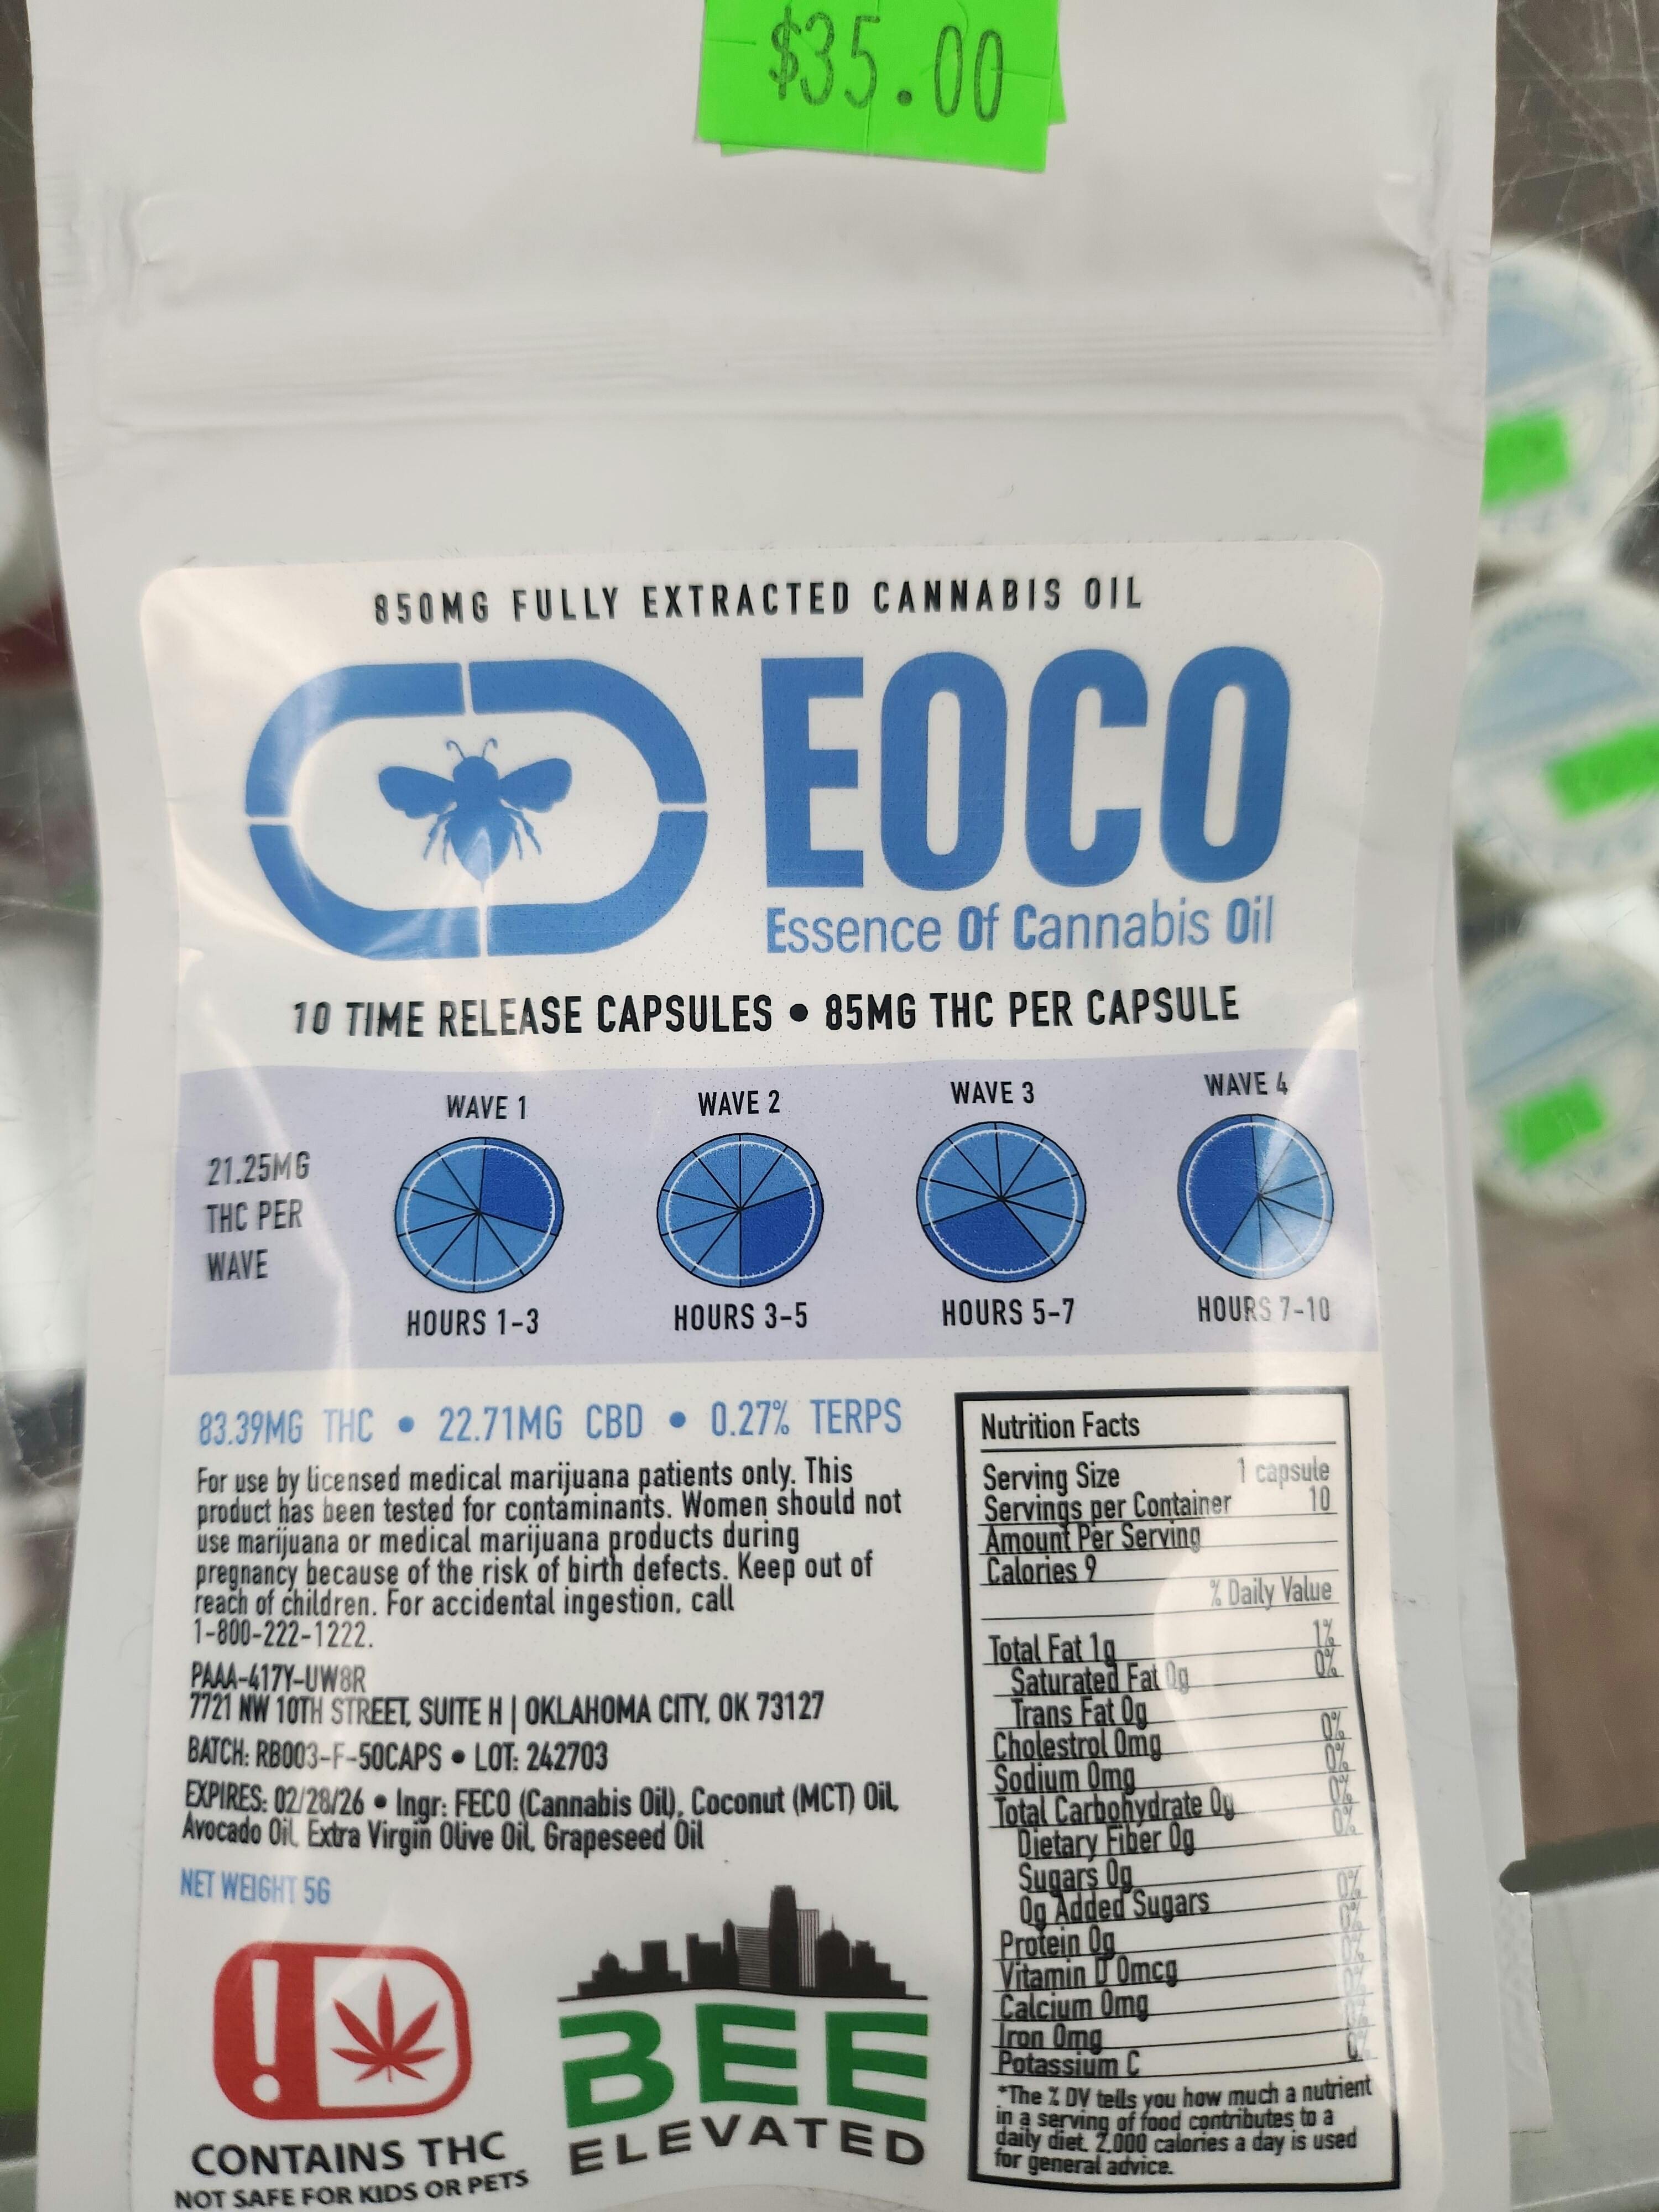 $35.00
850MG FULLY EXTRACTED CANNABIS OIL
EOCO
Essence Of Cannabis Oil
10 TIME RELEASE CAPSULES • 85MG THC PER CAPSULE
WAVE 1
WAVE 2
WAVE 3
WAVE 4
21.25MG
THC PER
WAVE
HOURS 1-3
HOURS 3-5
HOURS 5-7
HOURS 7-10
83.39MG THC • 22.71MG CBD • 0.27% TERPS
For use by licensed medical marijuana patients only. This
product has been tested for contaminants. Women should not
use marijuana or medical marijuana products during
pregnancy because of the risk of birth defects. Keep out of
reach of children. For accidental ingestion, call
1-800-222-1222.
PAAA-417Y-UW8R
7721 NW 10TH STREET, SUITE H | OKLAHOMA CITY, OK 73127
BATCH: RB003-F-50CAPS • LOT: 242703
EXPIRES: 02/28/26 • Ingr: FECO (Cannabis Oil), Coconut (MCT) Oil,
Avocado Oil, Extra Virgin Olive Oil, Grapeseed Oil
NET WEIGHT 5G
CONTAINS THC
NOT SAFE FOR KIDS OR PETS
BEE
ELEVATED
Nutrition Facts
Serving Size 1 capsule
Servings per Container 10
Amount Per Serving
Calories 9
% Daily Value
Total Fat 1g 1%
Saturated Fat 0g 0%
Trans Fat 0g
Cholestrol 0mg 0%
Sodium 0mg 0%
Total Carbohydrate 0g 0%
Dietary Fiber 0g 0%
Sugars 0g
0g Added Sugars 0%
Protein 0g 0%
Vitamin D 0mcg 0%
Calcium 0mg 0%
Iron 0mg 0%
Potassium C 0%
*The % DV tells you how much a nutrient
in a serving of food contributes to a
daily diet. 2,000 calories a day is used
for general advice.